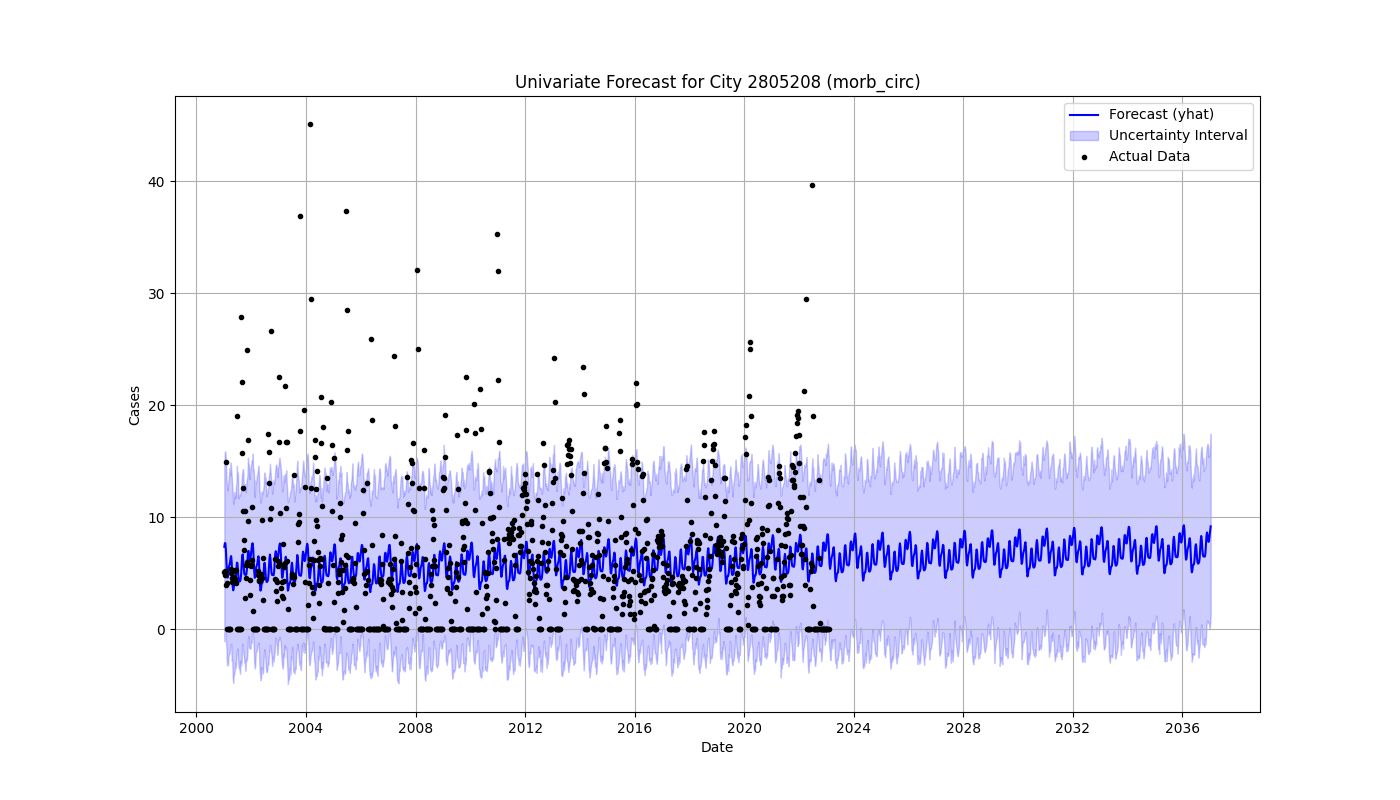 Univariate Forecast for City 2805208 (morb_circ)
Forecast (yhat)
Uncertainty Interval
Actual Data
Cases
40
30
20
10
0
2000 2004 2008 2012 2016 2020 2024 2028 2032 2036
Date